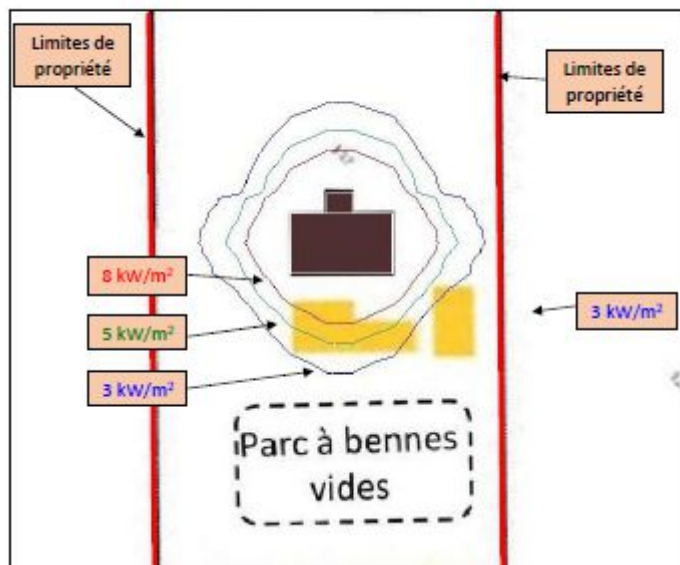 Limites de
propriété
Limites de
propriété
8 kW/m²
5 kW/m²
3 kW/m²
3 kW/m²
Parc à bennes
vides